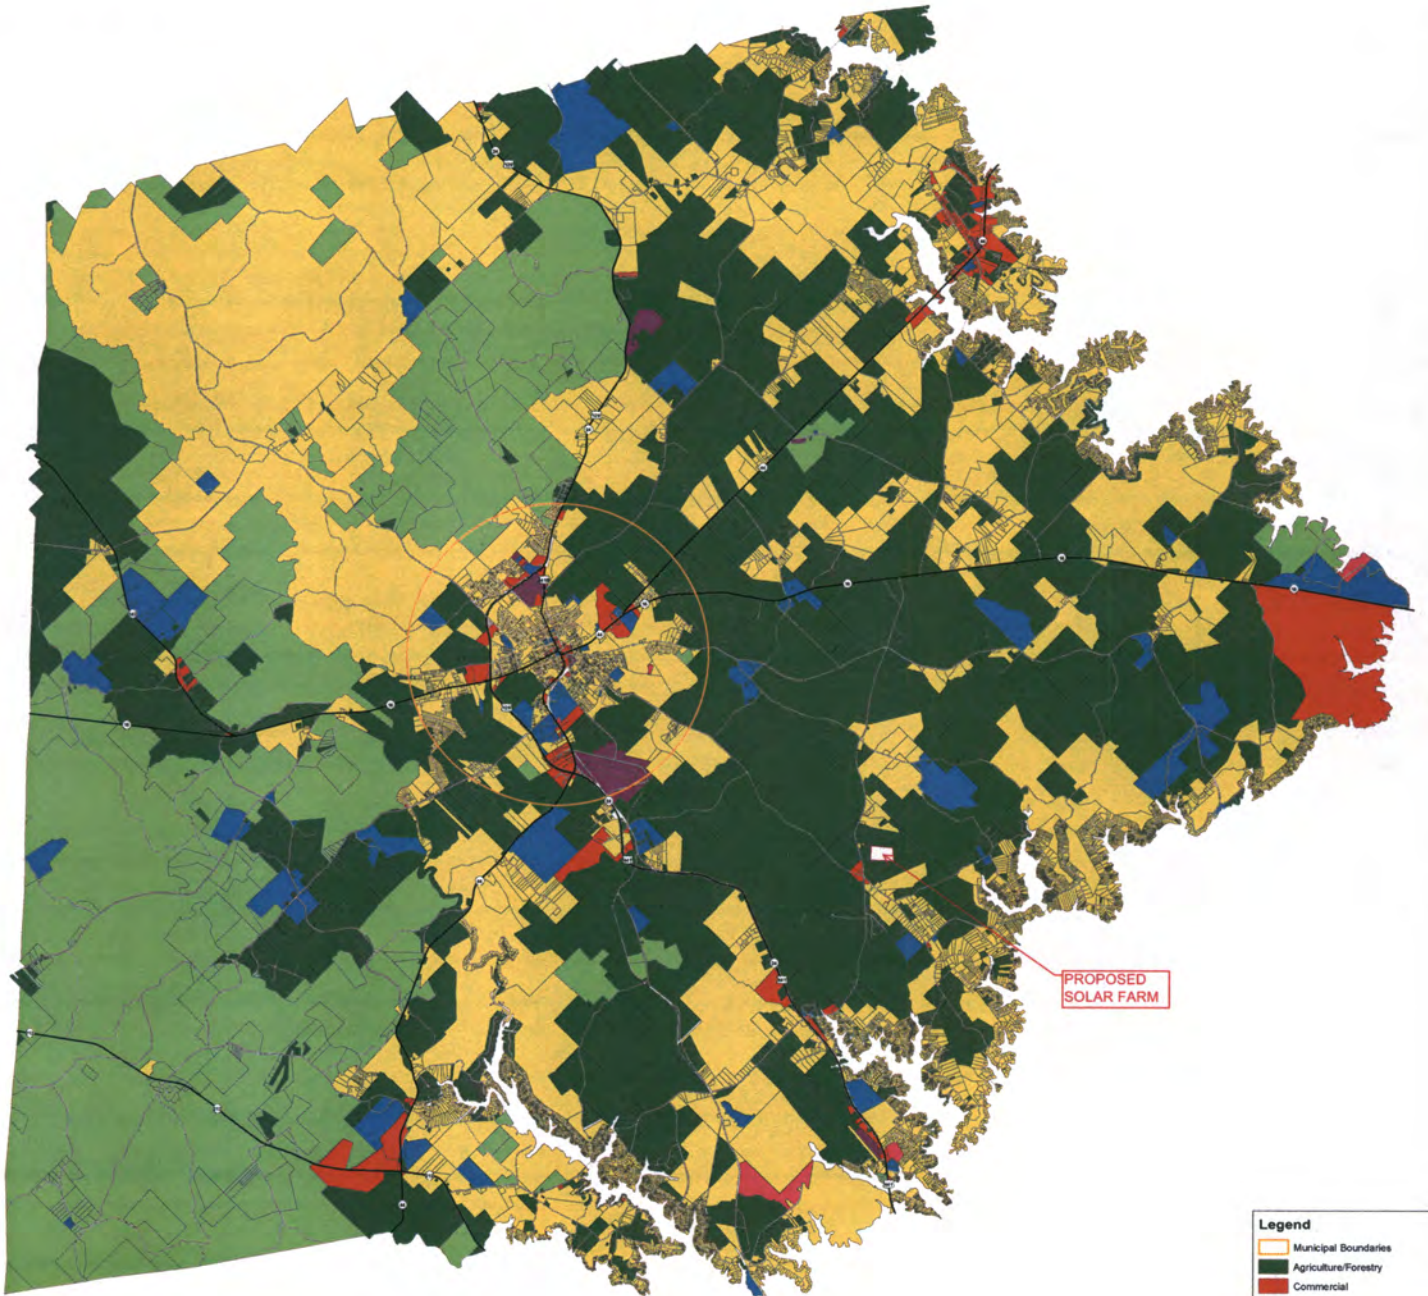 PROPOSED
SOLAR FARM
Legend
Municipal Boundaries
Agriculture/Forestry
Commercial